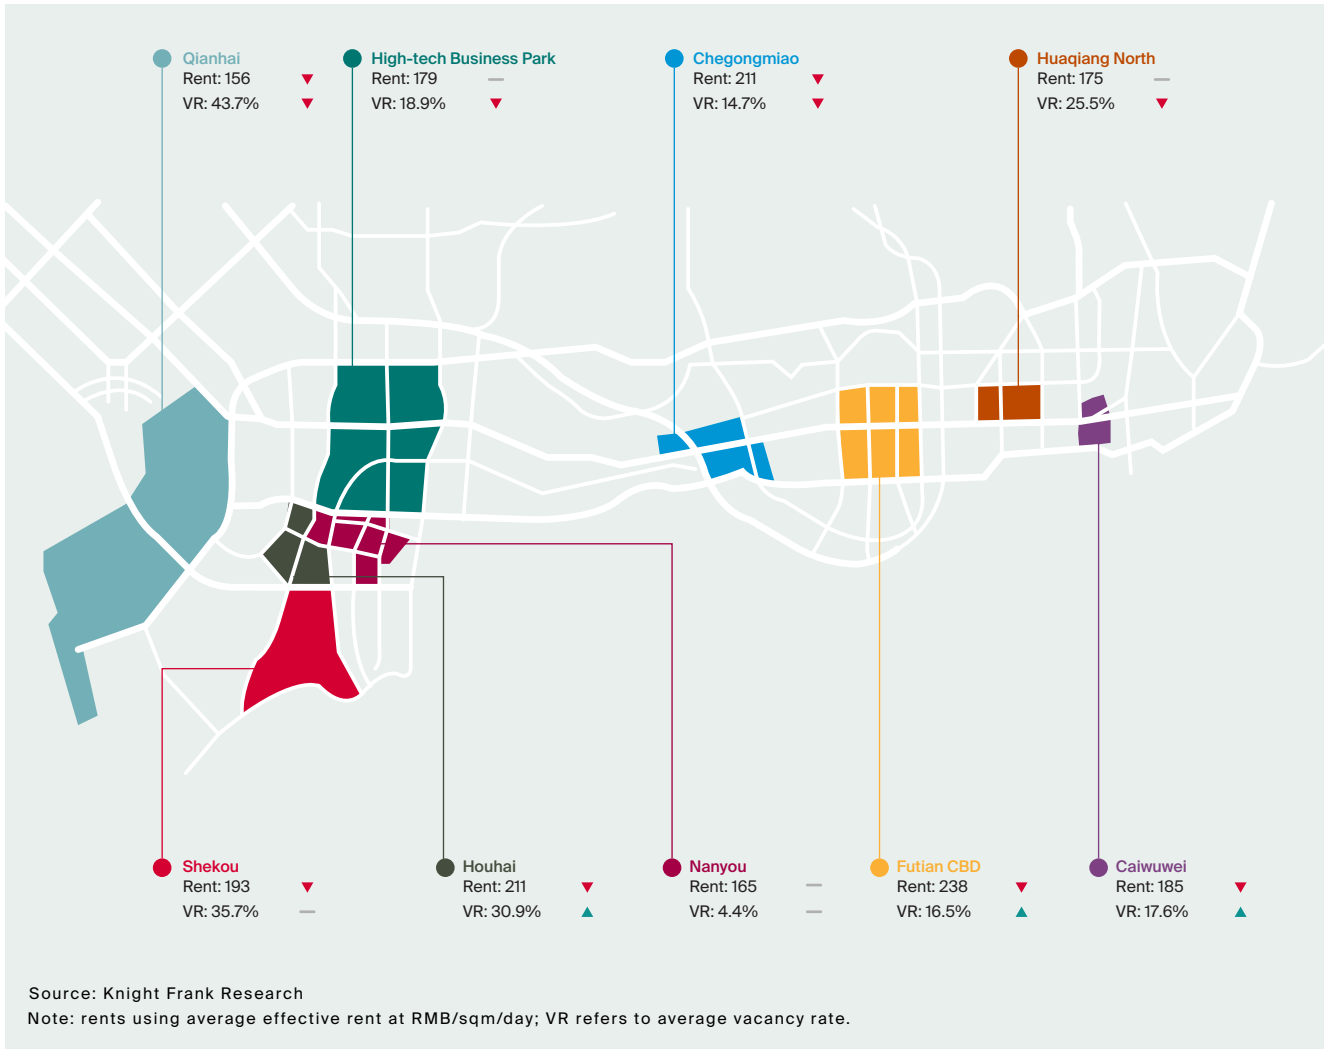 Qianhai
Rent: 156
VR: 43.7%
High-tech Business Park
Rent: 179
VR: 18.9%
Chegongmiao
Rent: 211
VR: 14.7%
Huaqiang North
Rent: 175
VR: 25.5%
Shekou
Rent: 193
VR: 35.7%
Houhai
Rent: 211
VR: 30.9%
Nanyou
Rent: 165
VR: 4.4%
Futian CBD
Rent: 238
VR: 16.5%
Caiwuwei
Rent: 185
VR: 17.6%
Source: Knight Frank Research
Note: rents using average effective rent at RMB/sqm/day; VR refers to average vacancy rate.